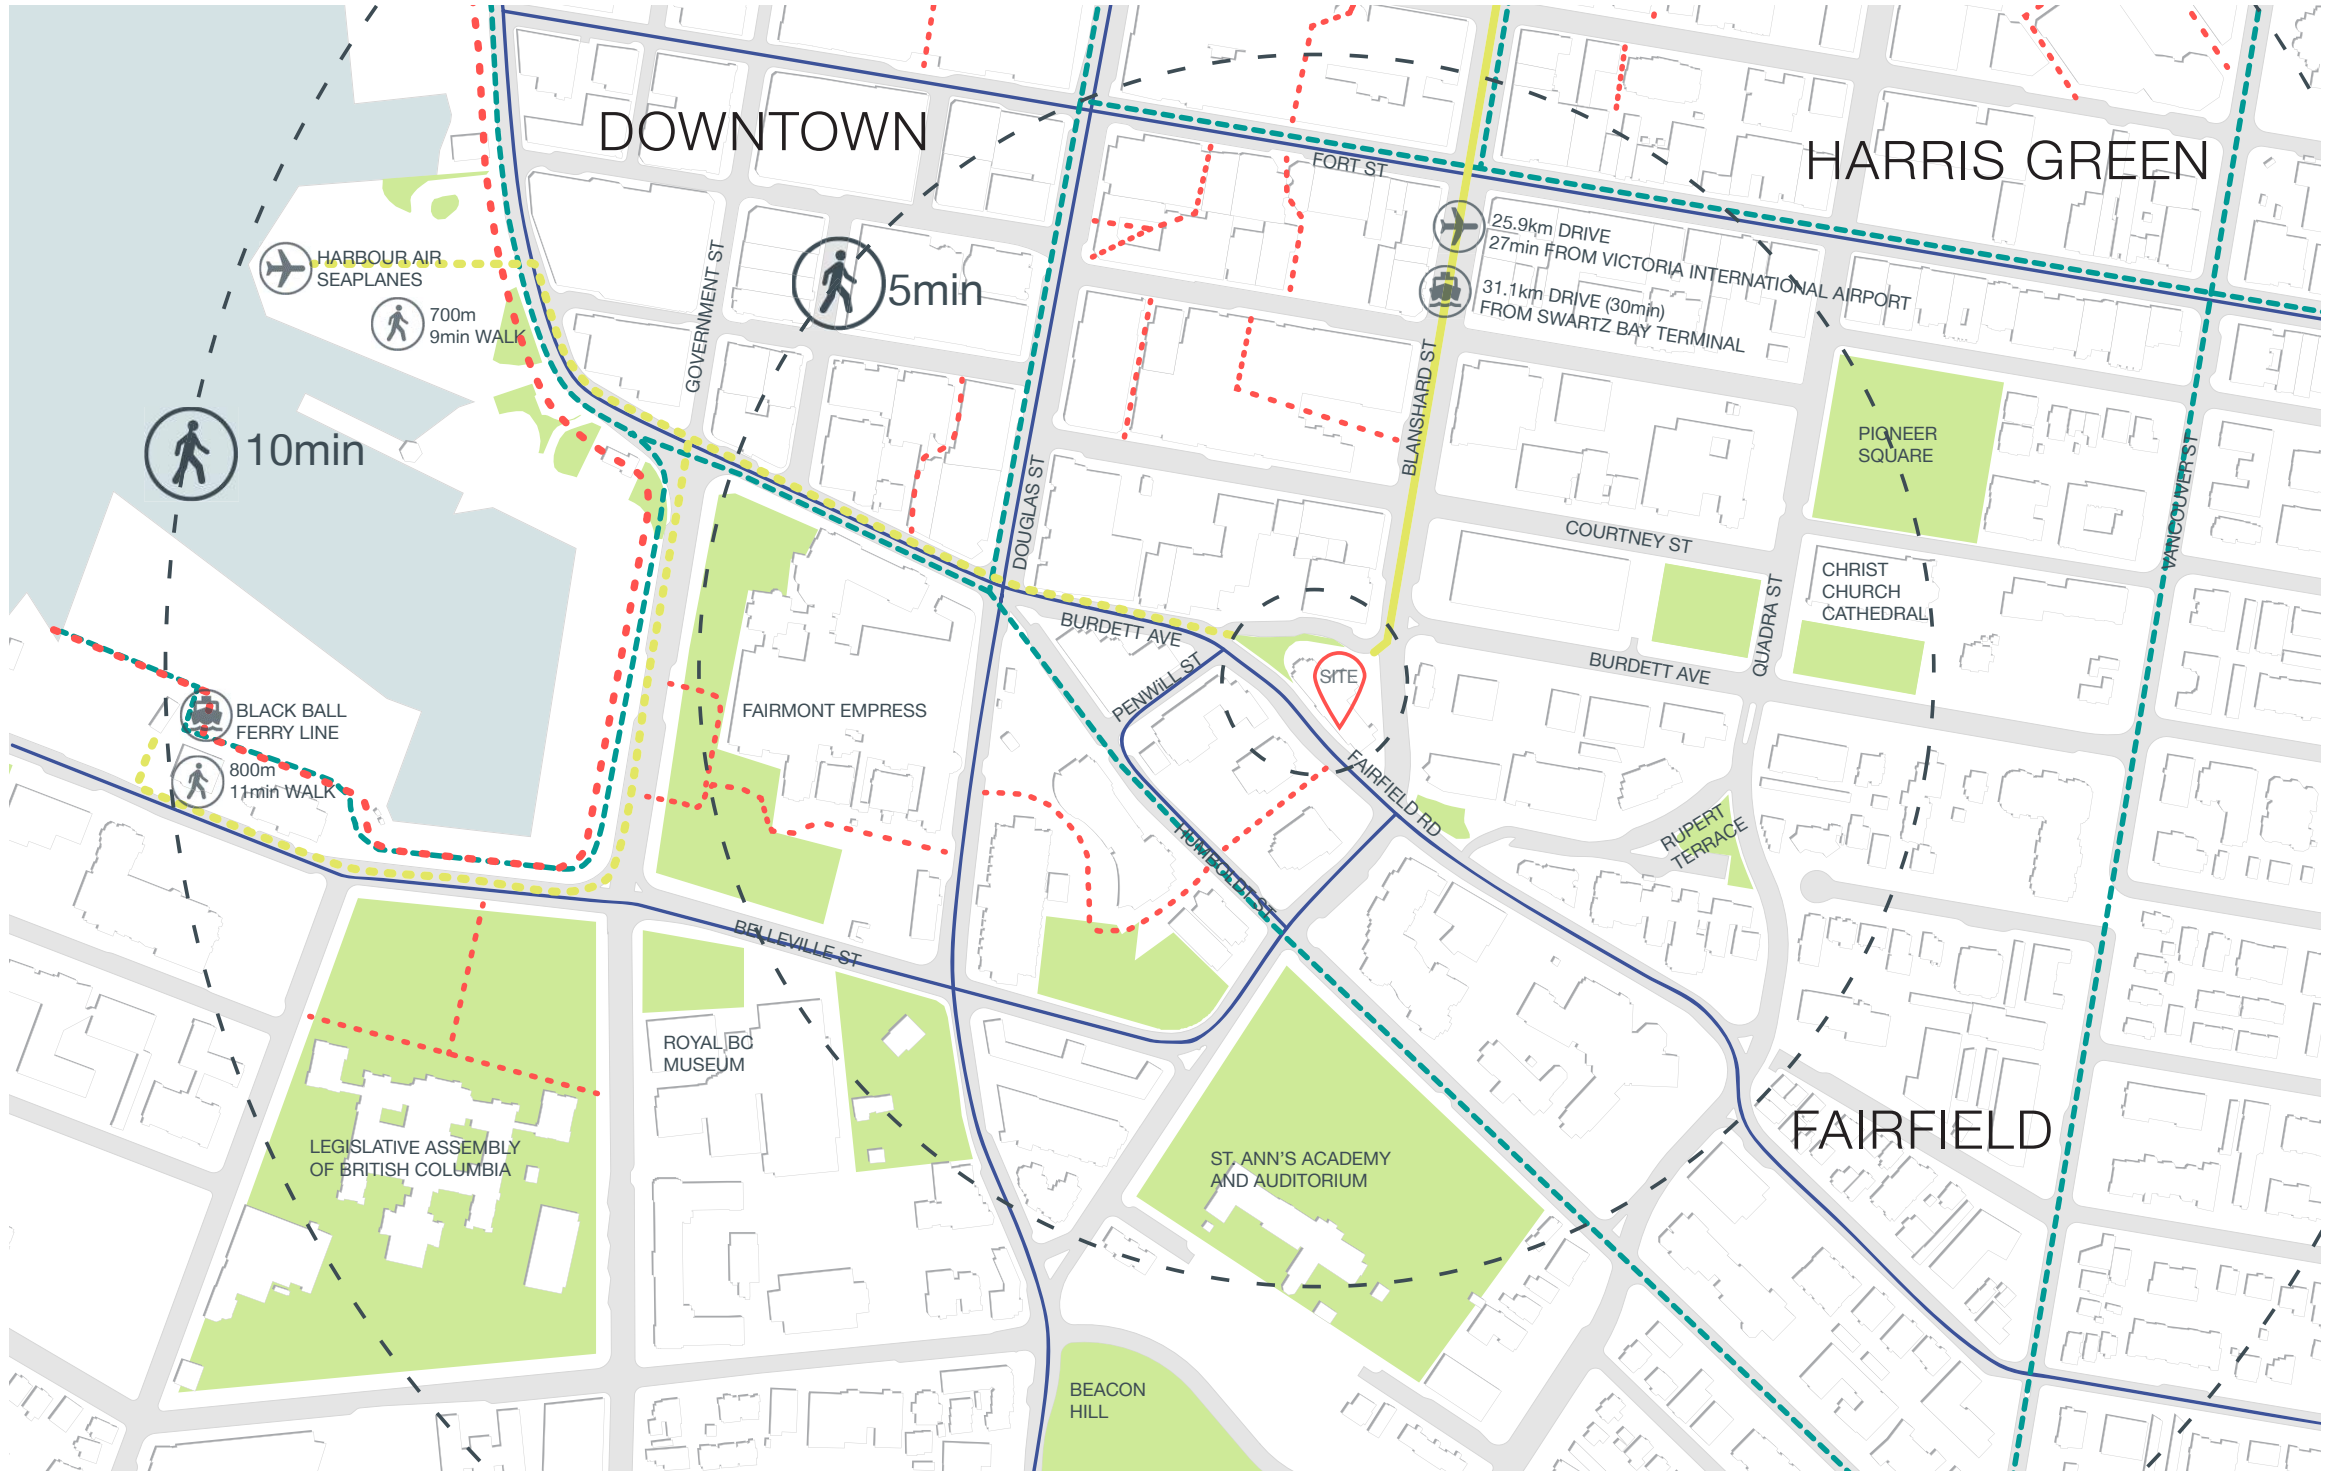 DOWNTOWN
HARRIS GREEN
FORT ST
HARBOUR AIR
SEAPLANES
700m
9min WALK
GOVERNMENT ST
5min
25.9km DRIVE
27min FROM VICTORIA INTERNATIONAL AIRPORT
31.1km DRIVE (30min)
FROM SWARTZ BAY TERMINAL
10min
BLANSHARD ST
PIONEER
SQUARE
VANCOUVER ST
DOUGLAS ST
COURTNEY ST
CHRIST
CHURCH
CATHEDRAL
QUADRA ST
BURDETT AVE
BURDETT AVE
PENWiLL ST
SITE
BLACK BALL
FERRY LINE
800m
11min WALK
FAIRMONT EMPRESS
FAIRFIELD RD
HUMBOLDT ST
RUPERT
TERRACE
BELLEVILLE ST
ROYAL BC
MUSEUM
LEGISLATIVE ASSEMBLY
OF BRITISH COLUMBIA
ST. ANN'S ACADEMY
AND AUDITORIUM
FAIRFIELD
BEACON
HILL